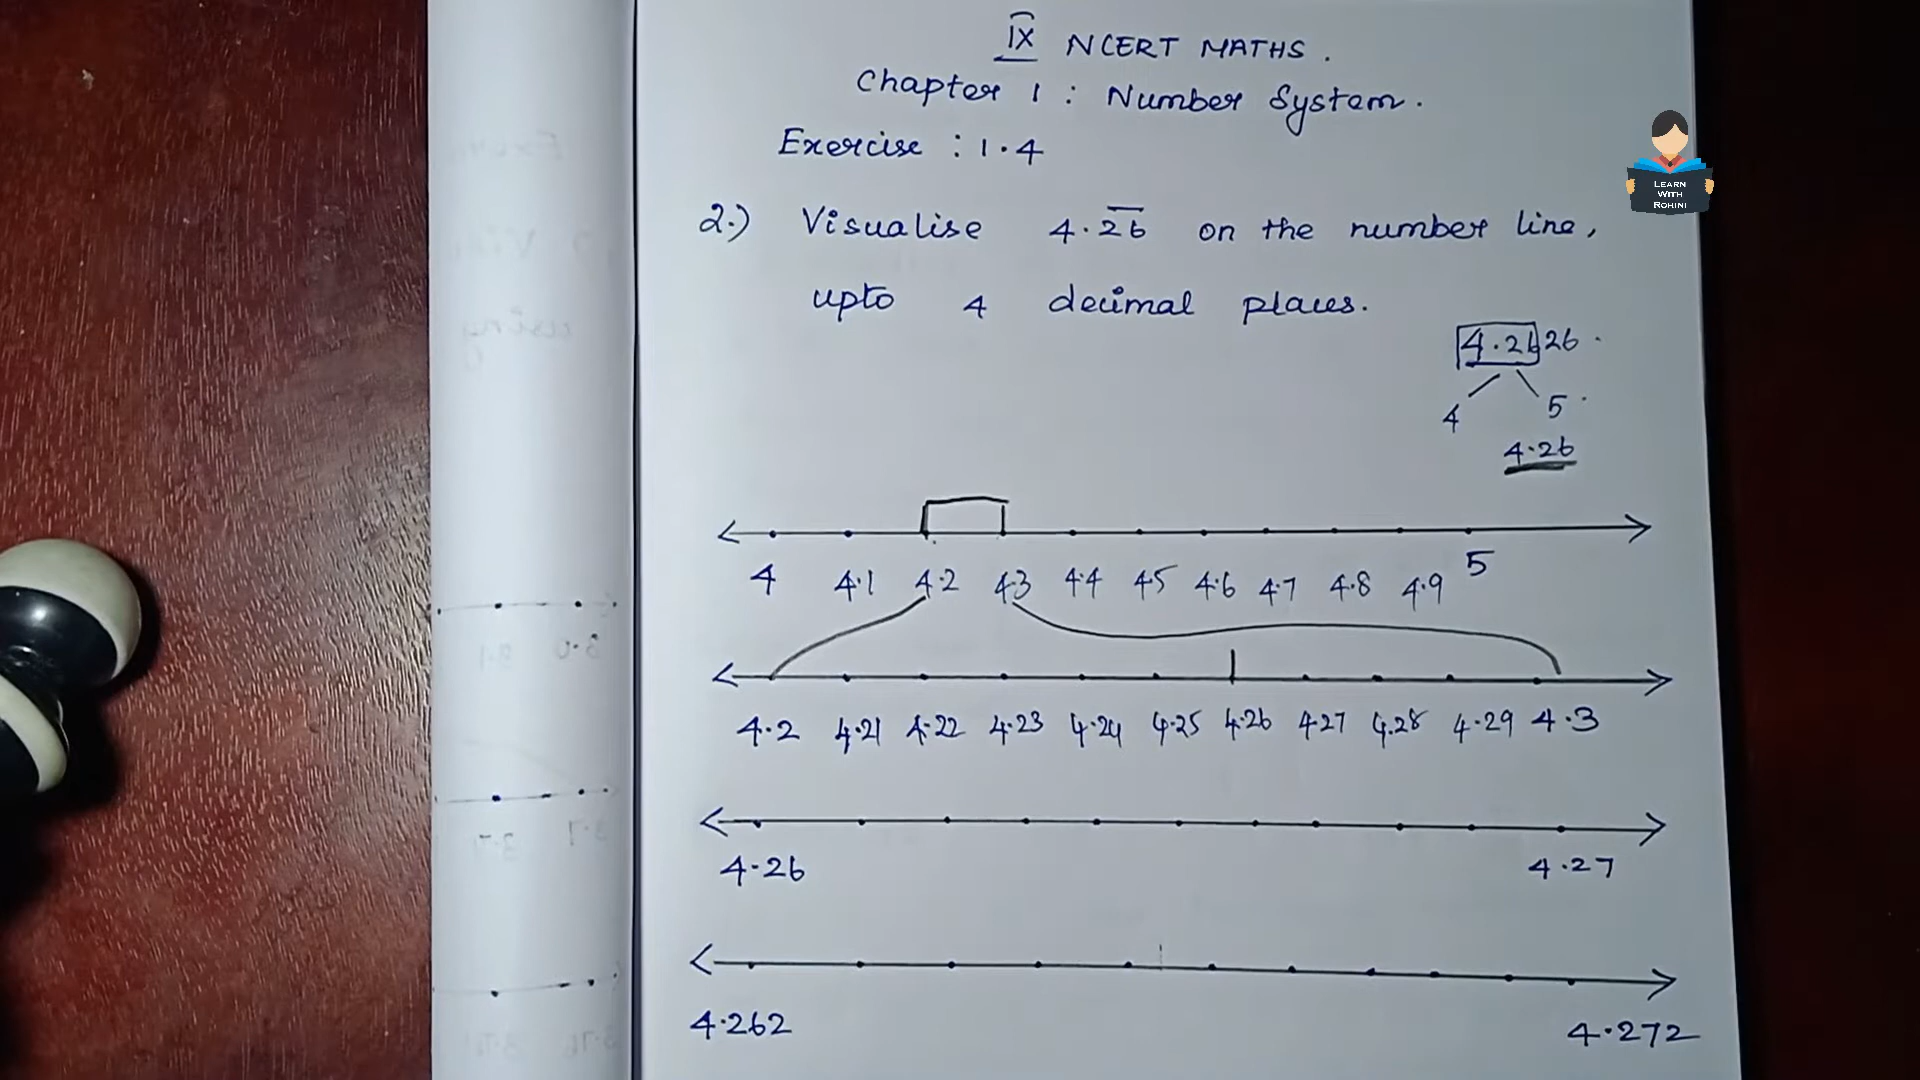 IX NCERT MATHS.
Chapter 1 : Number System.
Exercise : 1.4
LEARN
WITH
ROHINI
2.) Visualise 4.2̅6̅ on the number line,
upto 4 decimal places.
4.2626.
4 5.
4.26
4 4.1 4.2 4.3 4.4 4.5 4.6 4.7 4.8 4.9 5
4.2 4.21 4.22 4.23 4.24 4.25 4.26 4.27 4.28 4.29 4.3
4.26 4.27
4.262 4.272